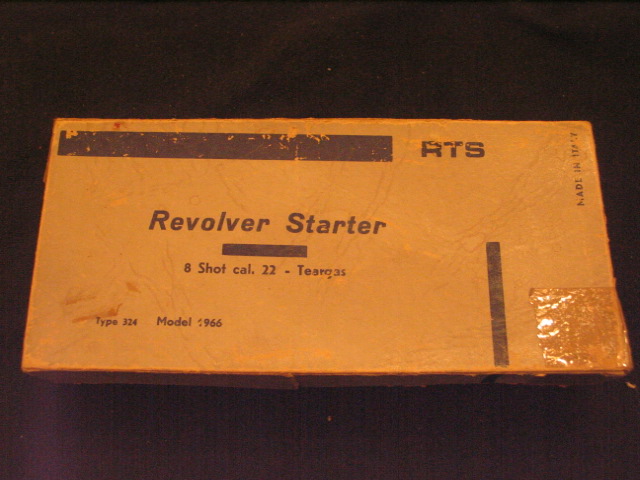 RTS
MADE IN ITALY
Revolver Starter
8 Shot cal. 22 - Teargas
Type 324 Model 1966